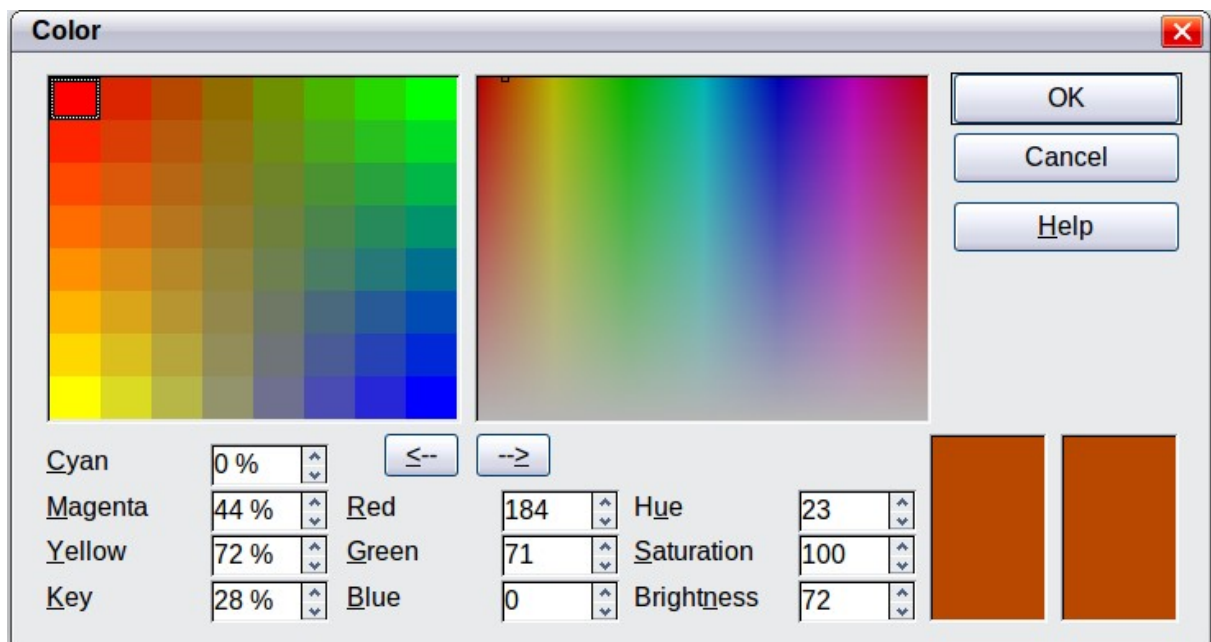 Color
OK
Cancel
Help
<-- -->
Cyan 0 %
Magenta 44 % Red 184 Hue 23
Yellow 72 % Green 71 Saturation 100
Key 28 % Blue 0 Brightness 72